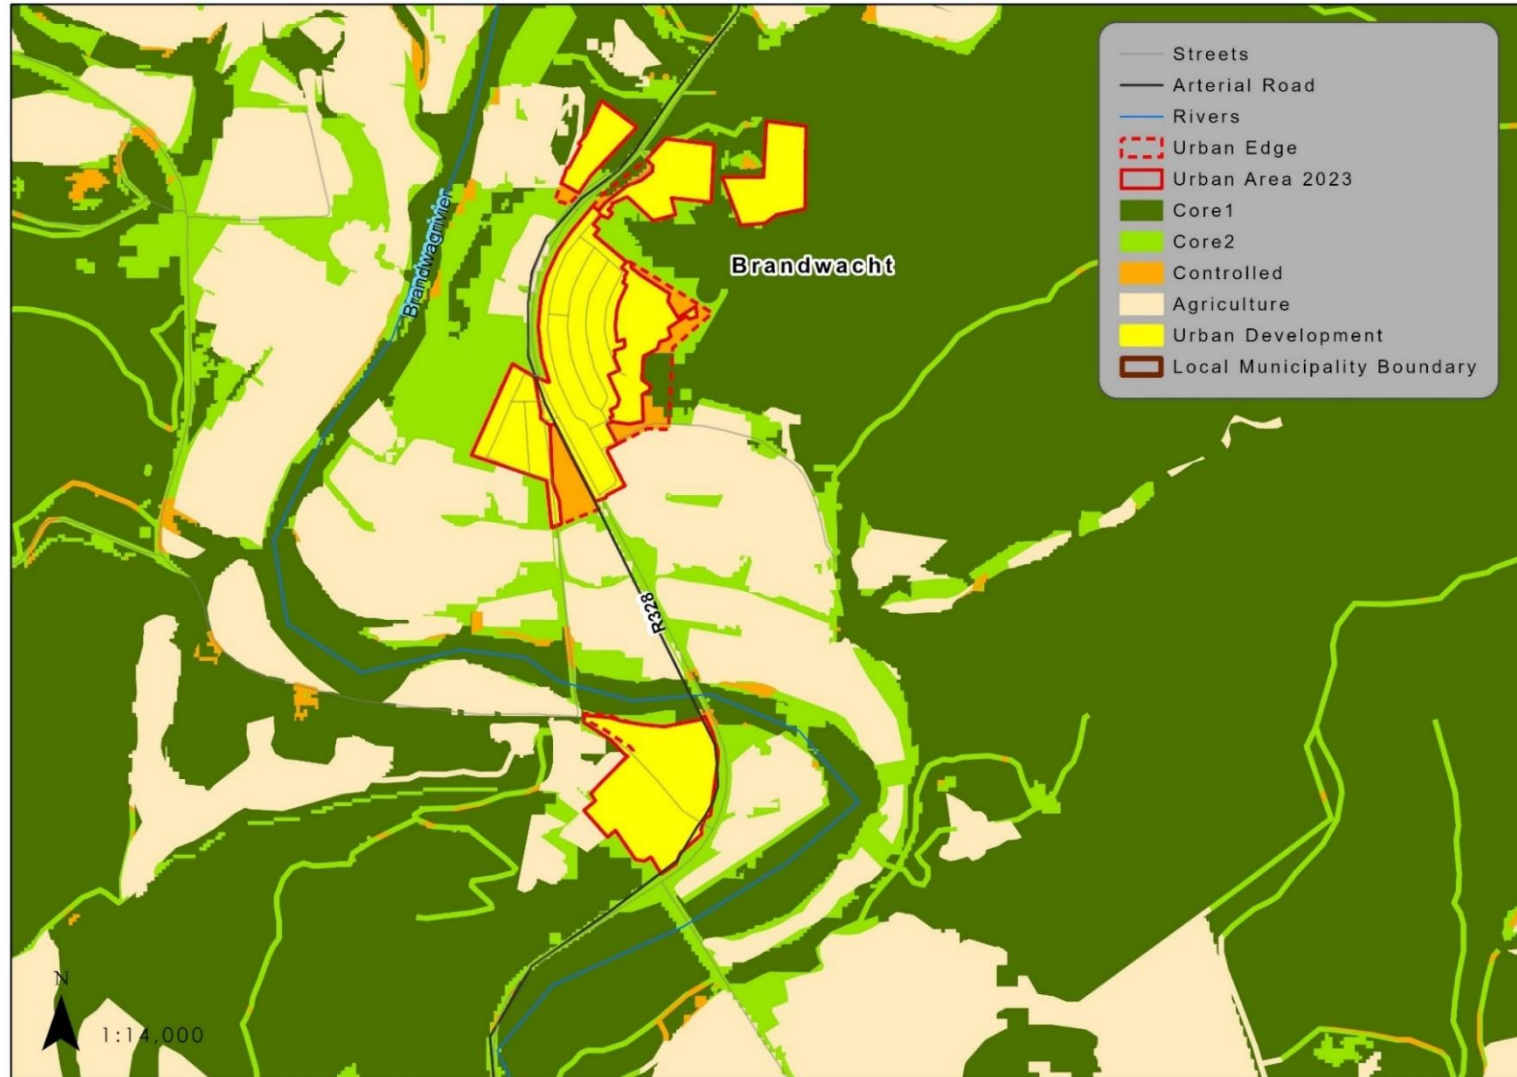 Streets
Arterial Road
Rivers
Urban Edge
Urban Area 2023
Core1
Core2
Controlled
Agriculture
Urban Development
Local Municipality Boundary
Brandwagrivier
Brandwacht
R328
N
1:14,000